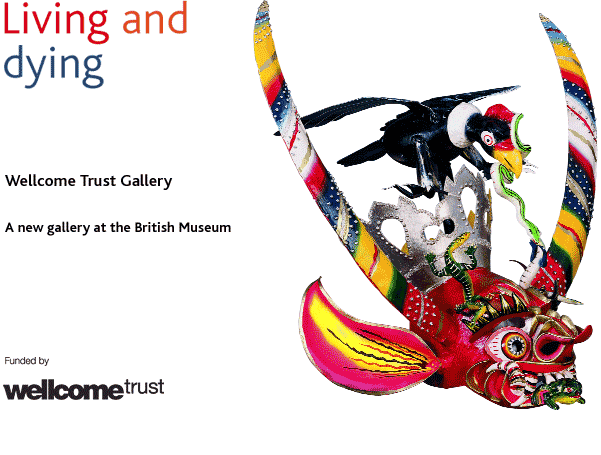 Living and
dying
Wellcome Trust Gallery
A new gallery at the British Museum
Funded by
wellcometrust